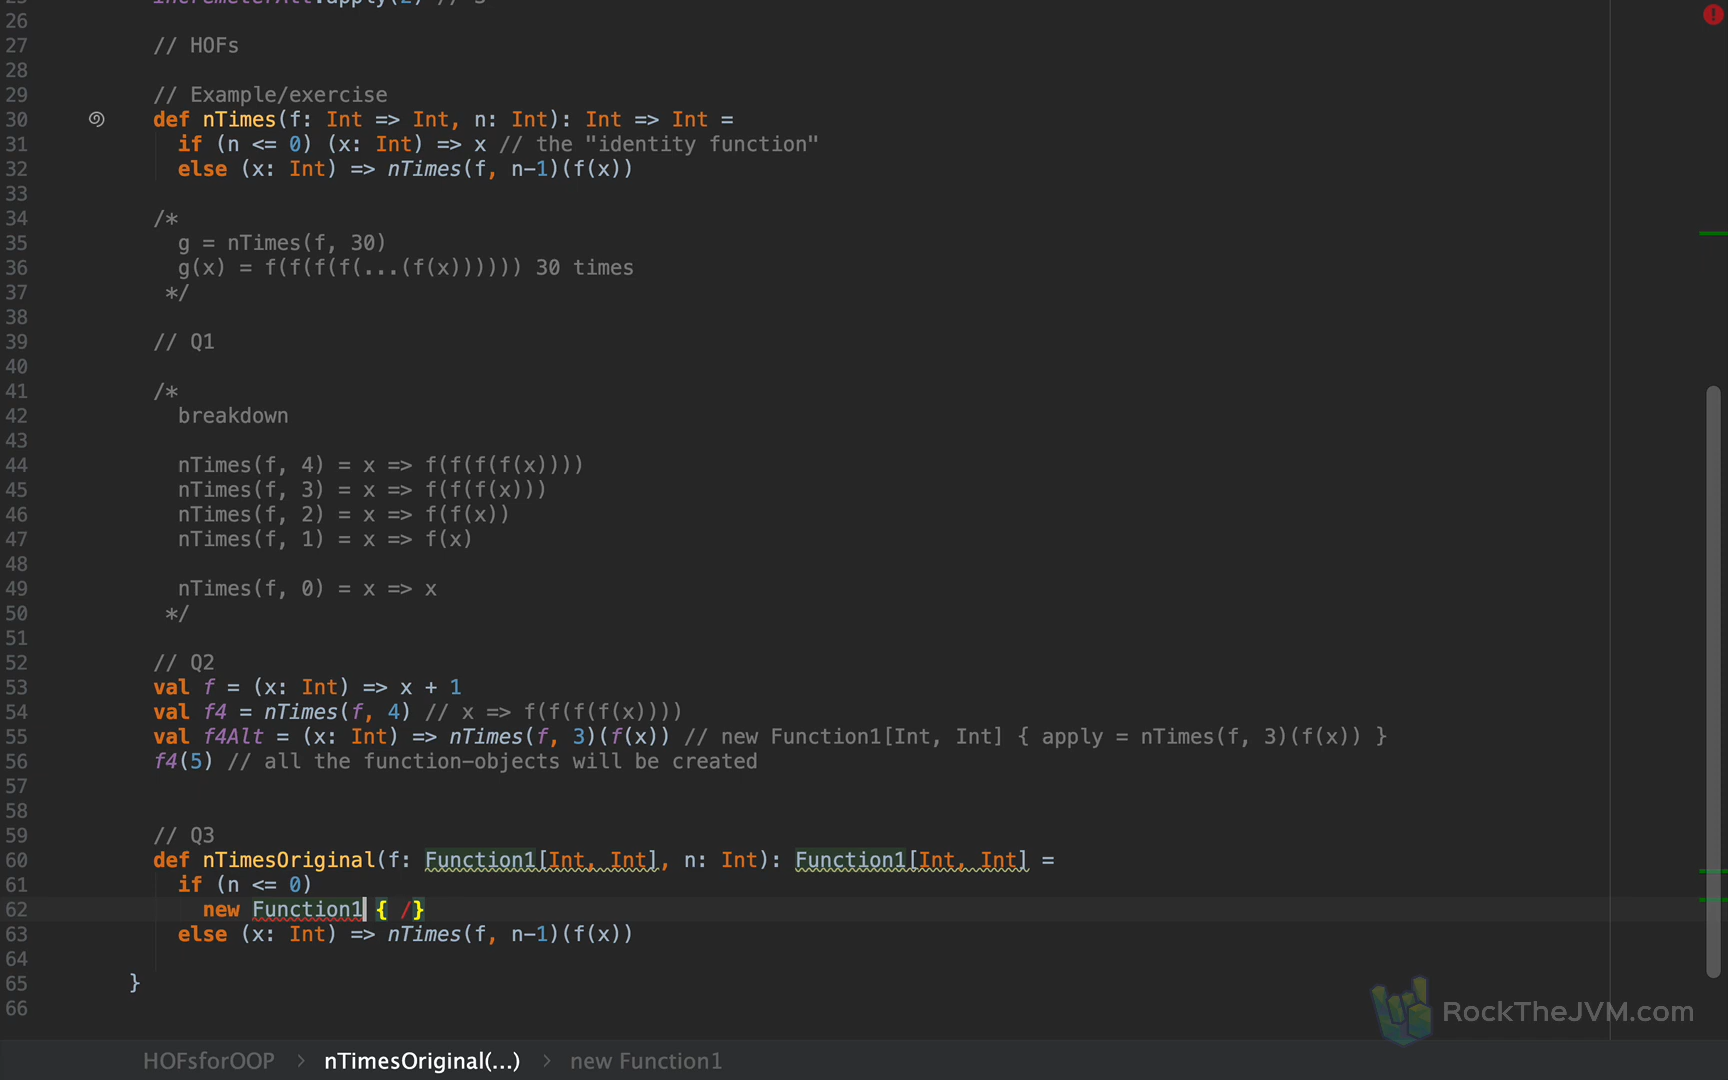 26
27 // HOFs
28
29 // Example/exercise
30 def nTimes(f: Int => Int, n: Int): Int => Int =
31 if (n <= 0) (x: Int) => x // the "identity function"
32 else (x: Int) => nTimes(f, n-1)(f(x))
33
34 /*
35 g = nTimes(f, 30)
36 g(x) = f(f(f(f(...(f(x)))))) 30 times
37 */
38
39 // Q1
40
41 /*
42 breakdown
43
44 nTimes(f, 4) = x => f(f(f(f(x))))
45 nTimes(f, 3) = x => f(f(f(x)))
46 nTimes(f, 2) = x => f(f(x))
47 nTimes(f, 1) = x => f(x)
48
49 nTimes(f, 0) = x => x
50 */
51
52 // Q2
53 val f = (x: Int) => x + 1
54 val f4 = nTimes(f, 4) // x => f(f(f(f(x))))
55 val f4Alt = (x: Int) => nTimes(f, 3)(f(x)) // new Function1[Int, Int] { apply = nTimes(f, 3)(f(x)) }
56 f4(5) // all the function-objects will be created
57
58
59 // Q3
60 def nTimesOriginal(f: Function1[Int, Int], n: Int): Function1[Int, Int] =
61 if (n <= 0)
62 new Function1 { /}
63 else (x: Int) => nTimes(f, n-1)(f(x))
64
65 }
66
RockTheJVM.com
HOFsforOOP > nTimesOriginal(...) > new Function1